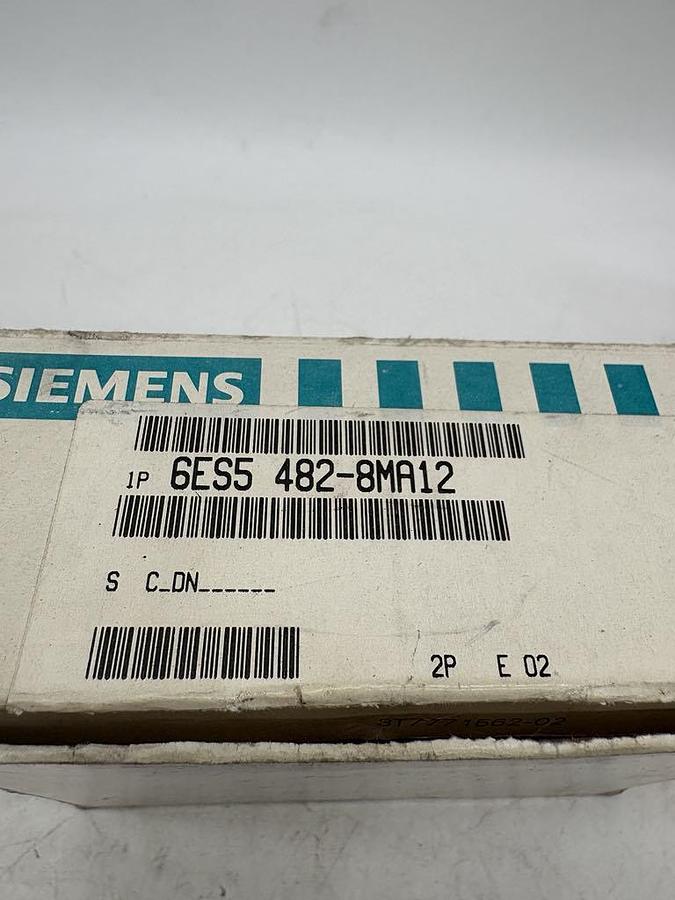 SIEMENS
1P 6ES5 482-8MA12
S C_DN______
2P E 02